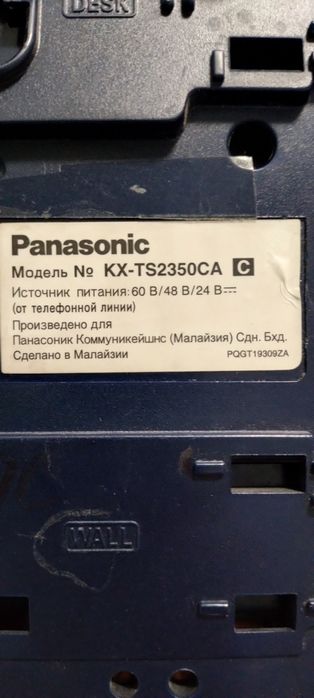 DESK
Panasonic
Модель № KX-TS2350CA C
Источник питания: 60 В/48 В/24 В⎓
(от телефонной линии)
Произведено для
Панасоник Коммуникейшнс (Малайзия) Сдн. Бхд.
Сделано в Малайзии PQGT19309ZA
WALL